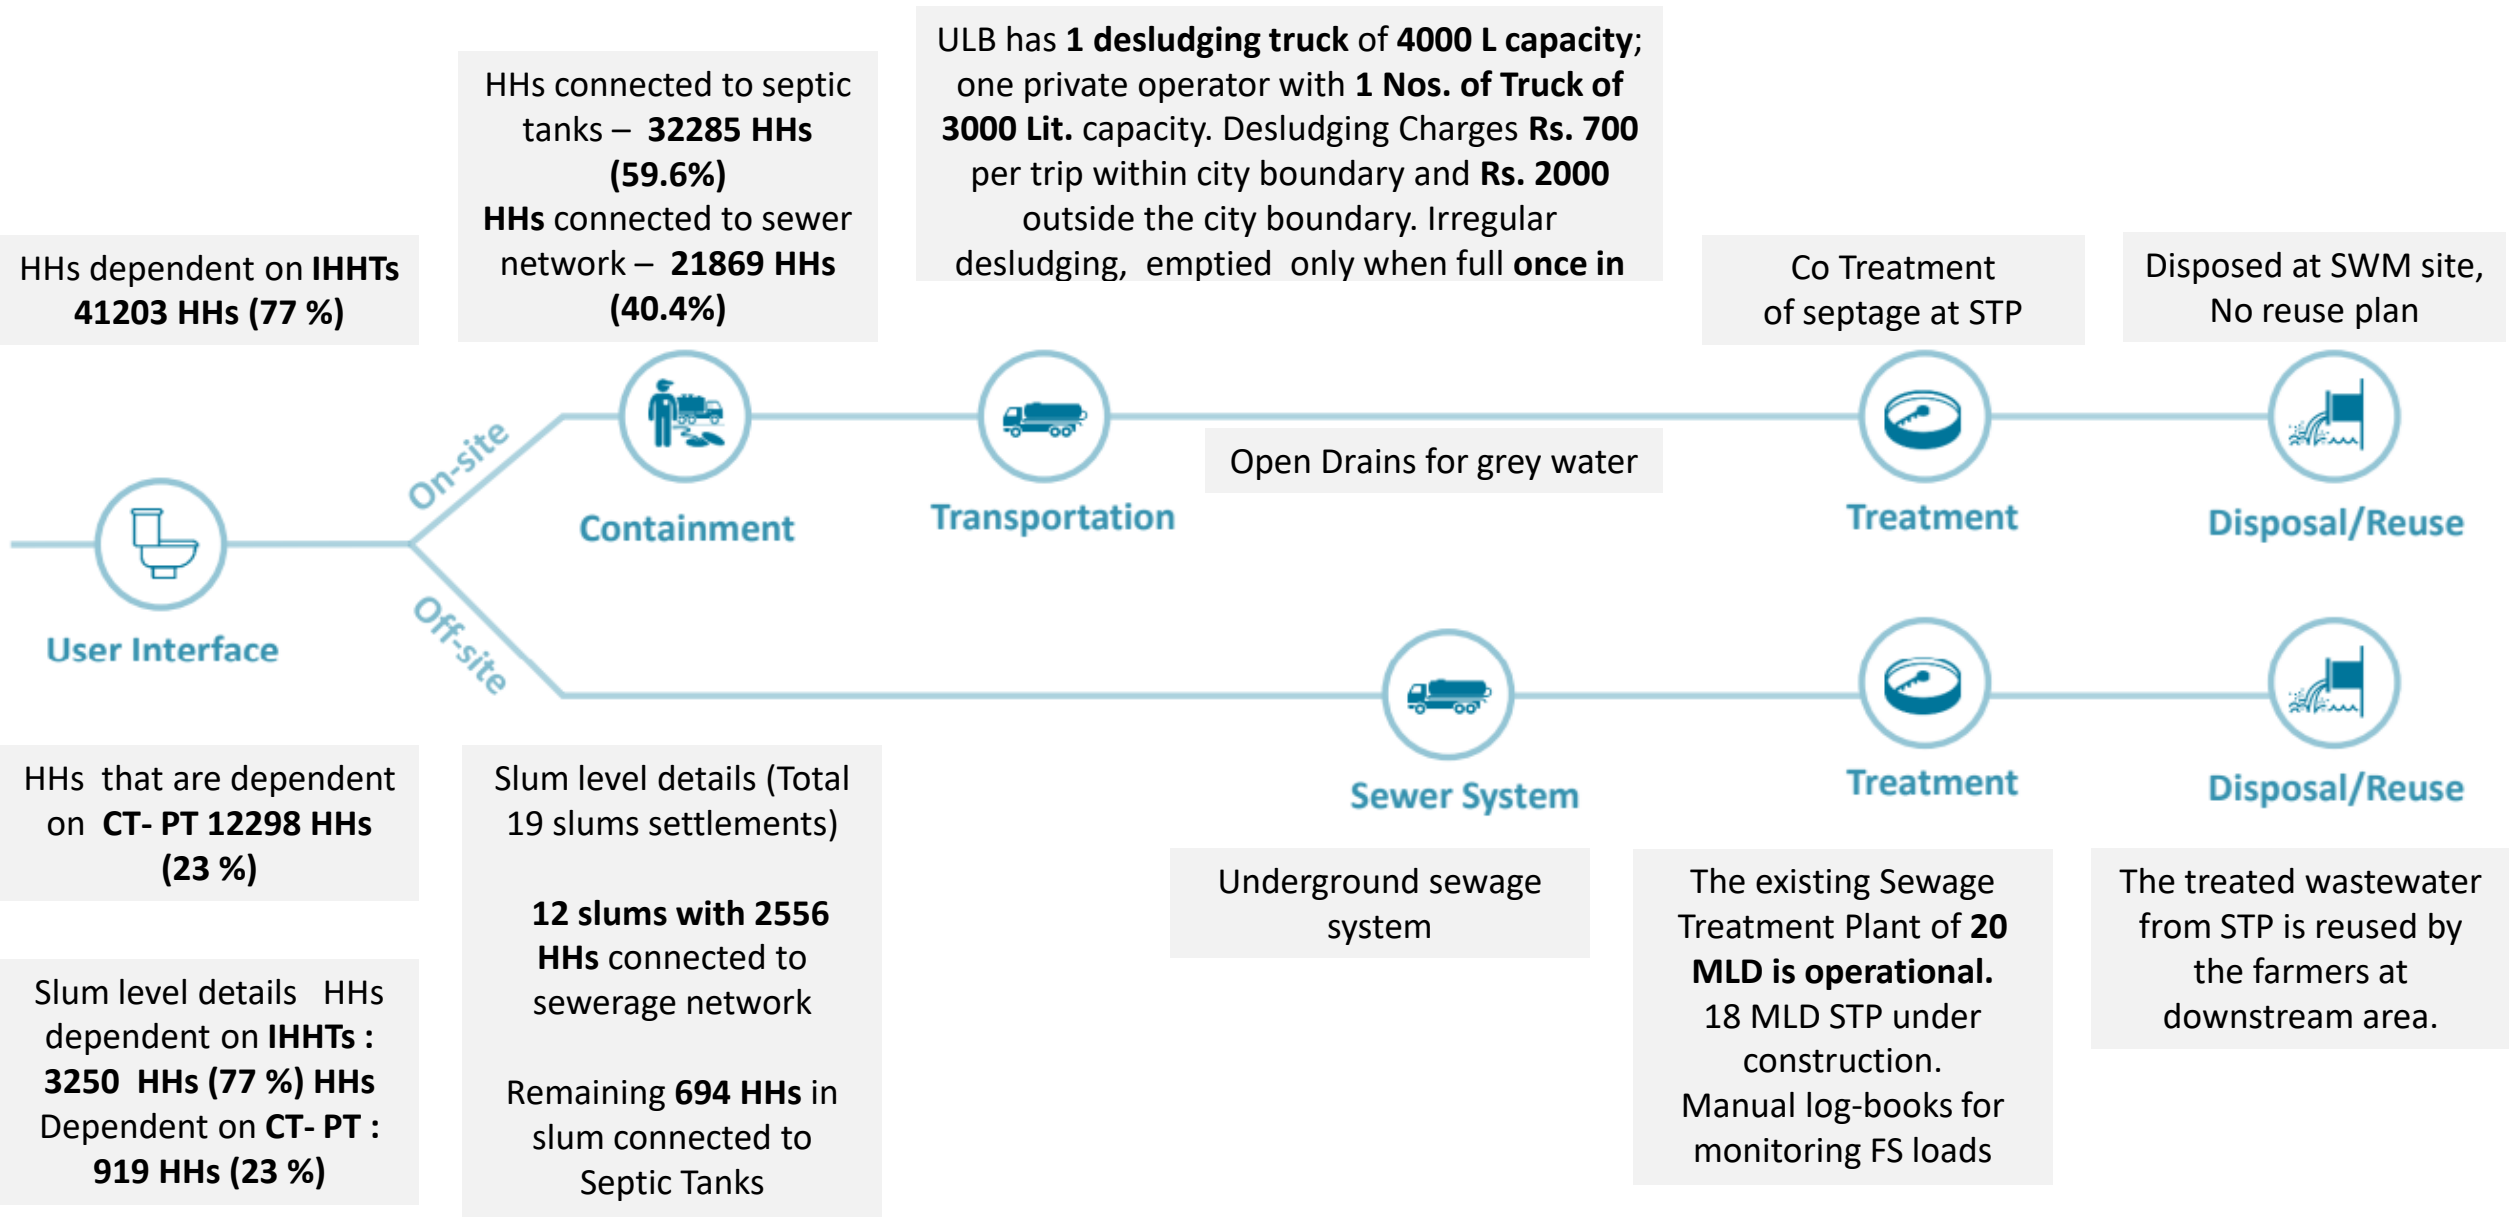 HHs dependent on IHHTs
41203 HHs (77 %)
HHs connected to septic
tanks – 32285 HHs
(59.6%)
HHs connected to sewer
network – 21869 HHs
(40.4%)
ULB has 1 desludging truck of 4000 L capacity;
one private operator with 1 Nos. of Truck of
3000 Lit. capacity. Desludging Charges Rs. 700
per trip within city boundary and Rs. 2000
outside the city boundary. Irregular
desludging, emptied only when full once in
Co Treatment
of septage at STP
Disposed at SWM site,
No reuse plan
On-site
Containment
Transportation
Open Drains for grey water
Treatment
Disposal/Reuse
User Interface
Off-site
Sewer System
Treatment
Disposal/Reuse
HHs that are dependent
on CT- PT 12298 HHs
(23 %)
Slum level details HHs
dependent on IHHTs :
3250 HHs (77 %) HHs
Dependent on CT- PT :
919 HHs (23 %)
Slum level details (Total
19 slums settlements)
12 slums with 2556
HHs connected to
sewerage network
Remaining 694 HHs in
slum connected to
Septic Tanks
Underground sewage
system
The existing Sewage
Treatment Plant of 20
MLD is operational.
18 MLD STP under
construction.
Manual log-books for
monitoring FS loads
The treated wastewater
from STP is reused by
the farmers at
downstream area.